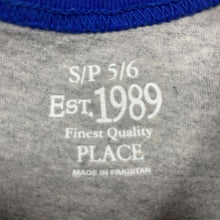 S/P 5/6
EST. 1989
Finest Quality
PLACE
MADE IN PAKISTAN